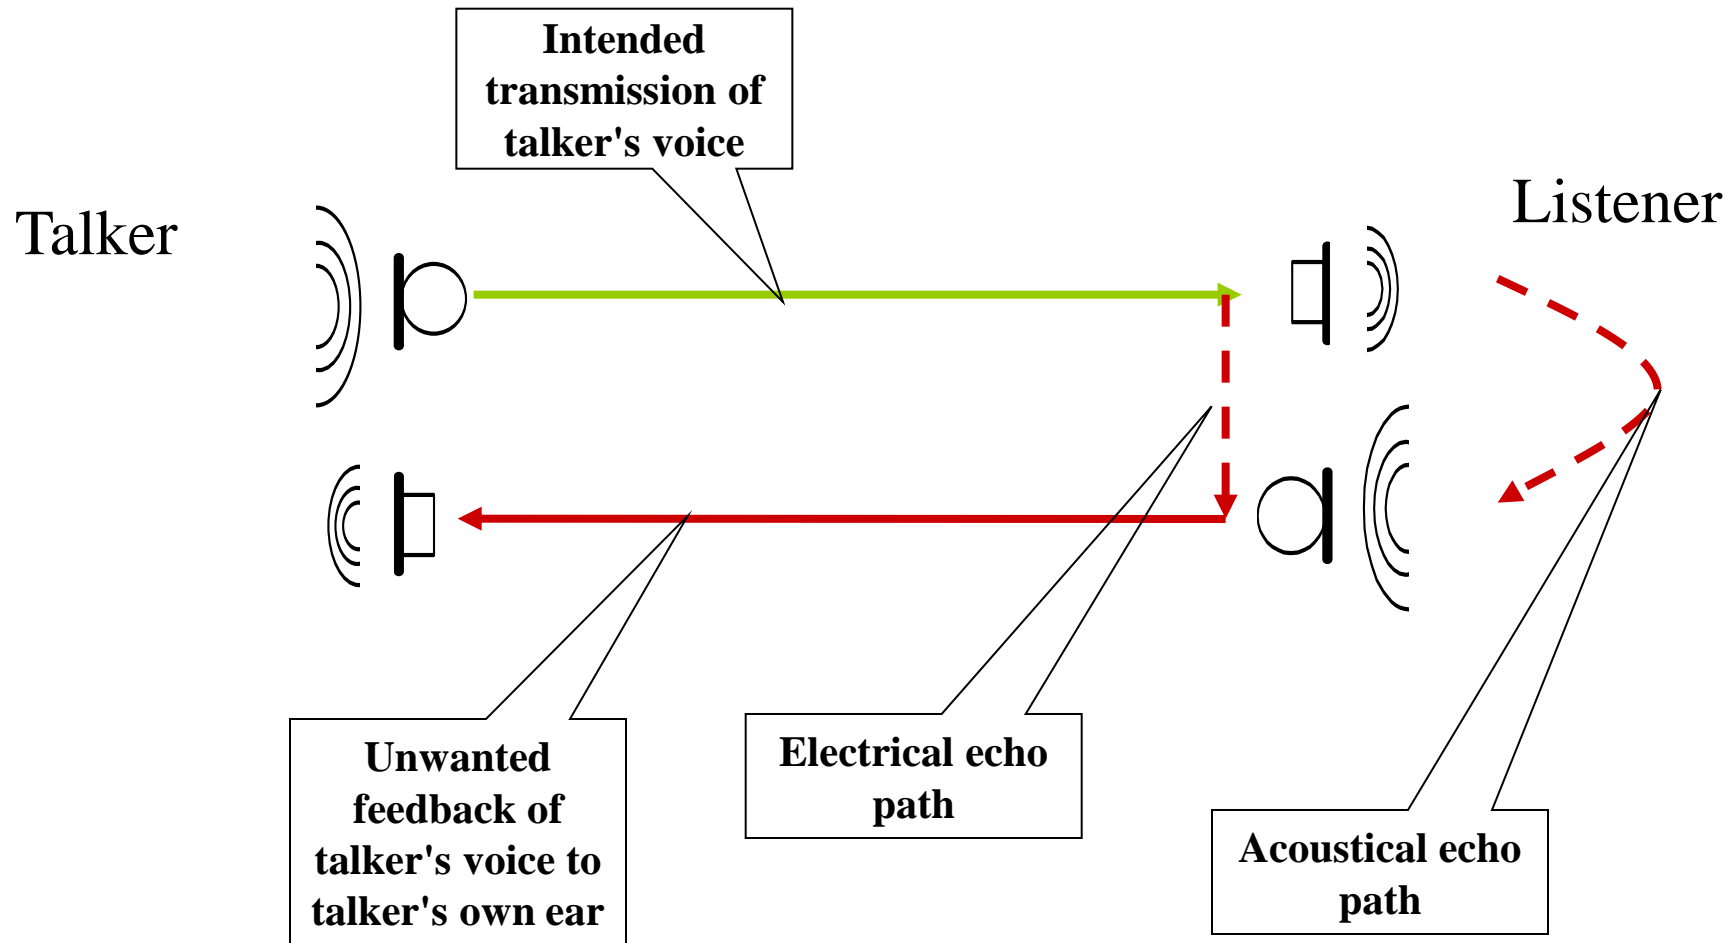 Intended
transmission of
talker's voice
Talker
Listener
Unwanted
feedback of
talker's voice to
talker's own ear
Electrical echo
path
Acoustical echo
path